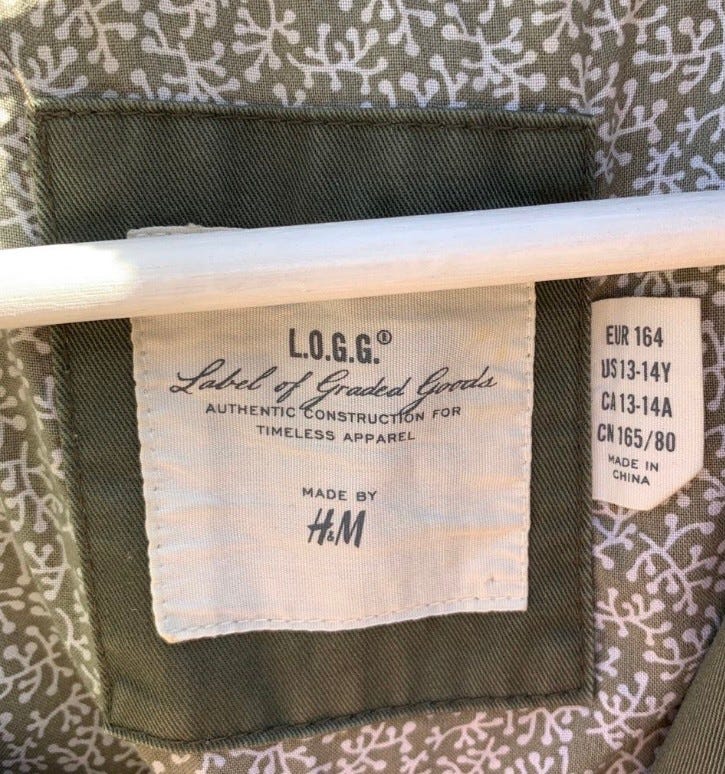 L.O.G.G.®
Label of Graded Goods
AUTHENTIC CONSTRUCTION FOR
TIMELESS APPAREL
MADE BY
H&M
EUR 164
US 13-14Y
CA 13-14A
CN 165/80
MADE IN
CHINA